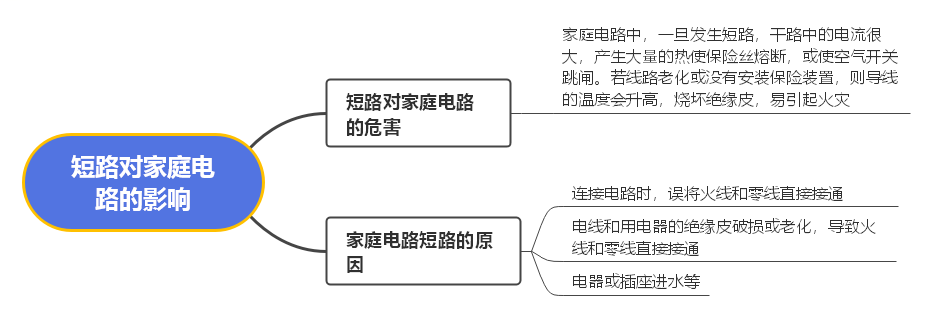 短路对家庭电
路的影响
短路对家庭电路
的危害
家庭电路中，一旦发生短路，干路中的电流很
大，产生大量的热使保险丝熔断，或使空气开关
跳闸。若线路老化或没有安装保险装置，则导线
的温度会升高，烧坏绝缘皮，易引起火灾
家庭电路短路的原
因
连接电路时，误将火线和零线直接接通
电线和用电器的绝缘皮破损或老化，导致火
线和零线直接接通
电器或插座进水等